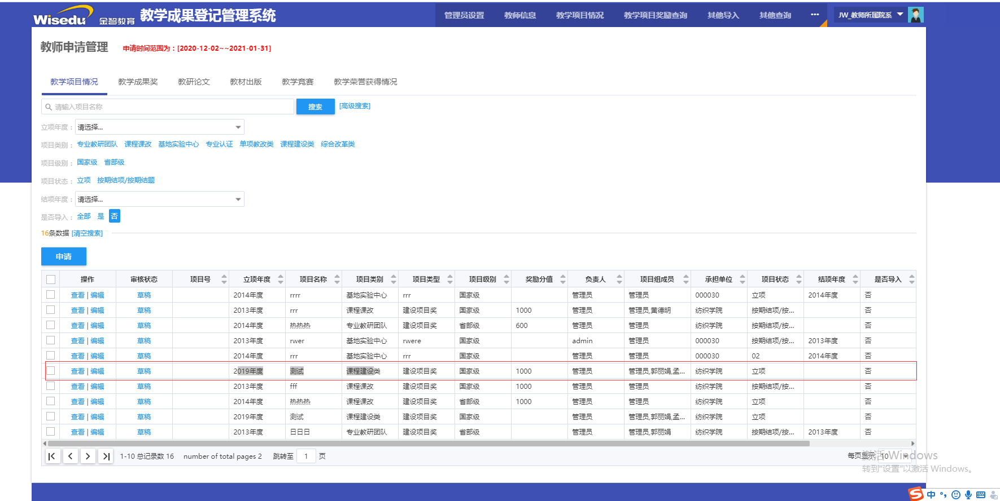 Wisedu 金智教育 教学成果登记管理系统 管理员设置 教师信息 教学项目情况 教学项目奖励查询 其他导入 其他查询 ··· JW_教师所属院系
教师申请管理 申请时间范围为：[2020-12-02~~2021-01-31]
教学项目情况 教学成果奖 教研论文 教材出版 教学竞赛 教学荣誉获得情况
请输入项目名称 搜索 [高级搜索]
立项年度： 请选择...
项目类别： 专业教研团队 课程课改 基地实验中心 专业认证 单项教改类 课程建设类 综合改革类
项目级别： 国家级 省部级
项目状态： 立项 按期结项/按期结题
结项年度： 请选择...
是否导入： 全部 是 否
16条数据 [清空搜索]
申请
操作 审核状态 项目号 立项年度 项目名称 项目类别 项目类型 项目级别 奖励分值 负责人 项目组成员 承担单位 项目状态 结项年度 是否导入
查看 | 编辑 草稿 2014年度 rrrr 基地实验中心 rrr 国家级 管理员 管理员 000030 立项 2014年度 否
查看 | 编辑 草稿 2013年度 rrr 课程课改 建设项目奖 国家级 1000 管理员 管理员,黄德明 纺织学院 按期结项/按... 否
查看 | 编辑 草稿 2014年度 热热热 专业教研团队 建设项目奖 省部级 600 管理员 管理员 纺织学院 按期结项/按... 否
查看 | 编辑 草稿 2013年度 rwer 基地实验中心 rwere 国家级 admin 管理员 000030 按期结项/按... 2013年度 否
查看 | 编辑 草稿 2014年度 rrr 基地实验中心 rrr 国家级 管理员 管理员 000030 02 2014年度 否
查看 | 编辑 草稿 2019年度 测试 课程建设类 建设项目奖 国家级 1000 管理员 管理员,郭丽娟,孟... 纺织学院 立项 否
查看 | 编辑 草稿 2013年度 fff 课程课改 建设项目奖 国家级 1000 管理员 管理员 纺织学院 按期结项/按... 否
查看 | 编辑 草稿 2014年度 热热热 课程课改 建设项目奖 省部级 1000 管理员 管理员 纺织学院 立项 否
查看 | 编辑 草稿 2019年度 测试 课程建设类 建设项目奖 国家级 管理员 管理员,郭丽娟,孟... 纺织学院 立项 否
查看 | 编辑 草稿 2013年度 日日日 专业教研团队 建设项目奖 省部级 管理员 管理员,郭丽娟 纺织学院 按期结项/按... 2013年度 否
1-10 总记录数 16 number of total pages 2 跳转至 1 页 每页显示 10
激活 Windows
转到"设置"以激活 Windows。
中